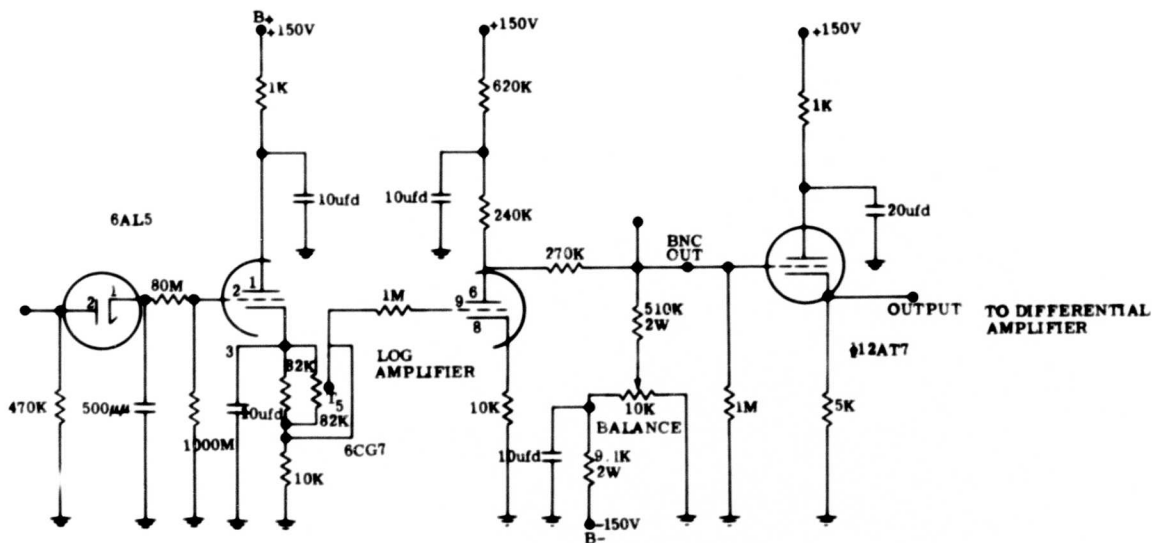 B+
+150V
+150V
+150V
1K
620K
1K
10ufd
10ufd
20ufd
6AL5
240K
270K
BNC
OUT
2
1
80M
2
1
1M
9
6
8
3
510K
2W
OUTPUT
TO DIFFERENTIAL
AMPLIFIER
12AT7
LOG
AMPLIFIER
82K
82K
5
470K
500μμ
1000M
10ufd
6CG7
10K
10K
10K
BALANCE
1M
5K
10ufd
9.1K
2W
-150V
B-